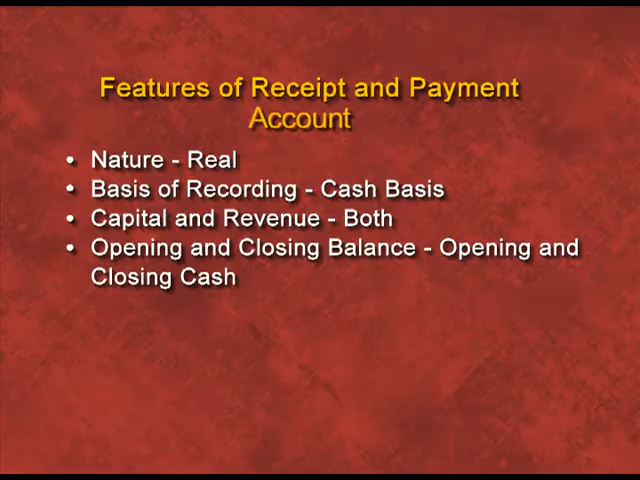 Features of Receipt and Payment
Account
• Nature - Real
• Basis of Recording - Cash Basis
• Capital and Revenue - Both
• Opening and Closing Balance - Opening and
Closing Cash